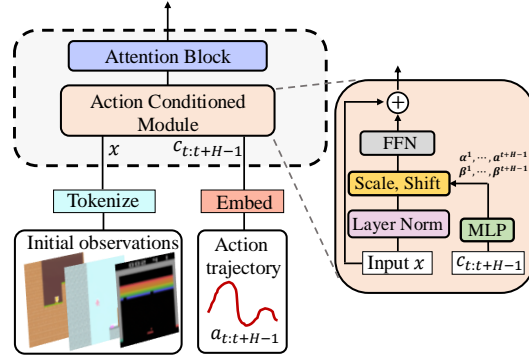 Attention Block
Action Conditioned
Module
x
c_{t:t+H−1}
Tokenize
Embed
Initial observations
Action
trajectory
a_{t:t+H−1}
+
FFN
α^1, ⋯, α^{t+H−1}
β^1, ⋯, β^{t+H−1}
Scale, Shift
Layer Norm
MLP
Input x
c_{t:t+H−1}